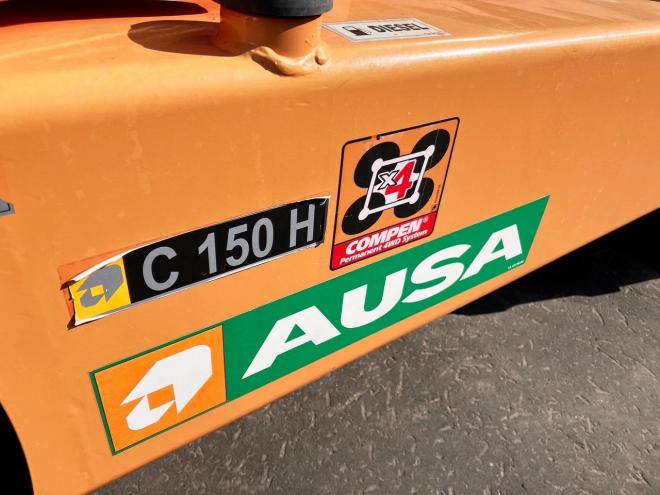 DIESEL
x4
COMPEN®
Permanent 4WD System
C 150 H
AUSA